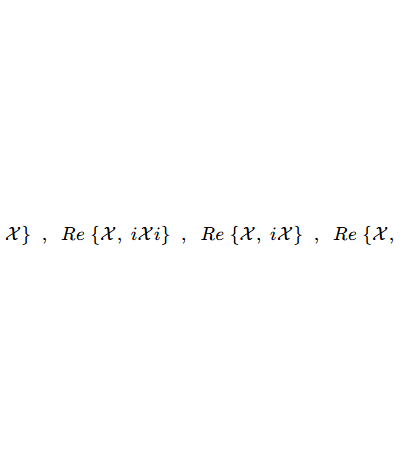 𝒳} , Re {𝒳, i𝒳i} , Re {𝒳, i𝒳} , Re {𝒳,